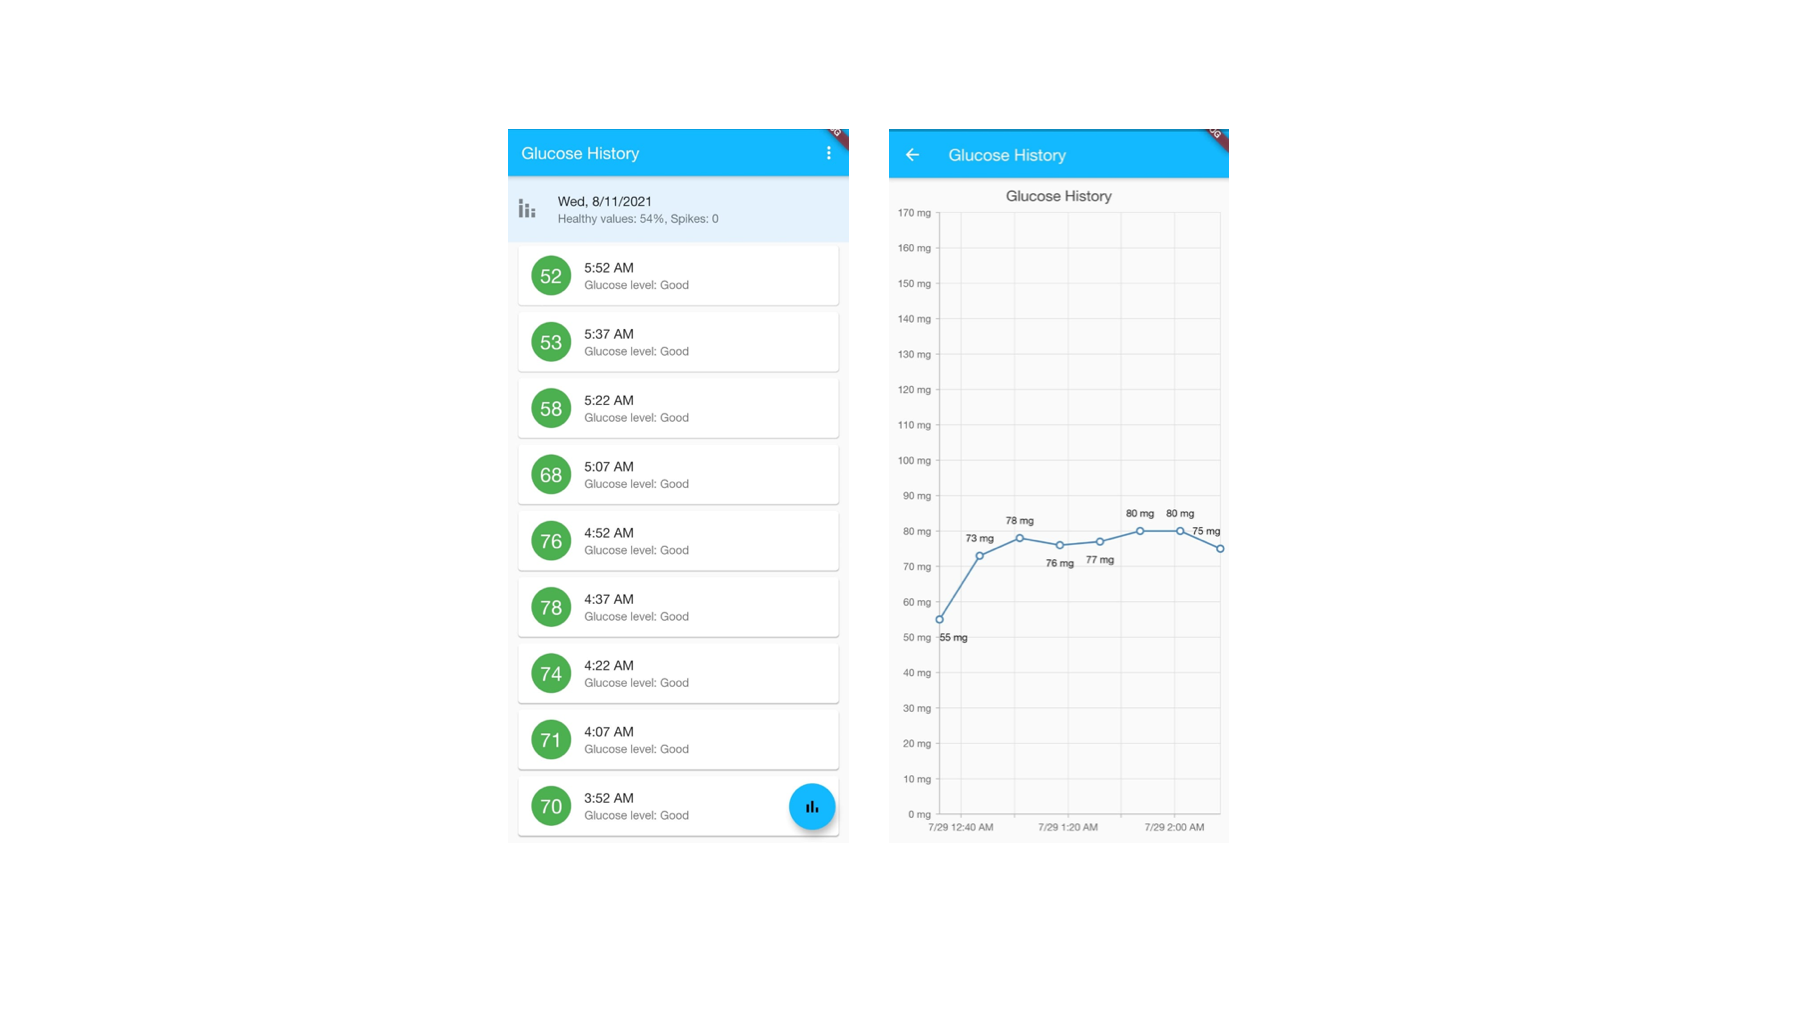 Glucose History
Wed, 8/11/2021
Healthy values: 54%, Spikes: 0
52
5:52 AM
Glucose level: Good
53
5:37 AM
Glucose level: Good
58
5:22 AM
Glucose level: Good
68
5:07 AM
Glucose level: Good
76
4:52 AM
Glucose level: Good
78
4:37 AM
Glucose level: Good
74
4:22 AM
Glucose level: Good
71
4:07 AM
Glucose level: Good
70
3:52 AM
Glucose level: Good
Glucose History
Glucose History
170 mg
160 mg
150 mg
140 mg
130 mg
120 mg
110 mg
100 mg
90 mg
80 mg
70 mg
60 mg
50 mg
40 mg
30 mg
20 mg
10 mg
0 mg
55 mg
73 mg
78 mg
76 mg
77 mg
80 mg
80 mg
75 mg
7/29 12:40 AM
7/29 1:20 AM
7/29 2:00 AM